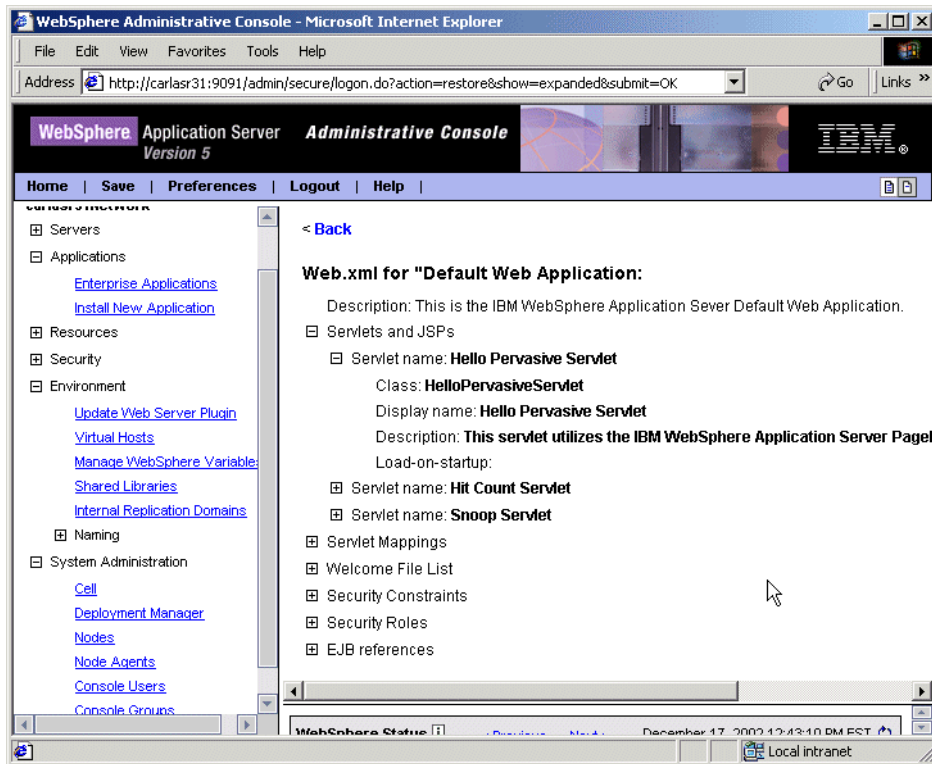 WebSphere Administrative Console - Microsoft Internet Explorer
File Edit View Favorites Tools Help
Address http://carlasr31:9091/admin/secure/logon.do?action=restore&show=expanded&submit=OK Go Links »
WebSphere Application Server Administrative Console
Version 5
IBM®
Home | Save | Preferences | Logout | Help |
carlasr31Network
Servers
Applications
Enterprise Applications
Install New Application
Resources
Security
Environment
Update Web Server Plugin
Virtual Hosts
Manage WebSphere Variable
Shared Libraries
Internal Replication Domains
Naming
System Administration
Cell
Deployment Manager
Nodes
Node Agents
Console Users
Console Groups
< Back
Web.xml for "Default Web Application:
Description: This is the IBM WebSphere Application Sever Default Web Application.
Servlets and JSPs
Servlet name: Hello Pervasive Servlet
Class: HelloPervasiveServlet
Display name: Hello Pervasive Servlet
Description: This servlet utilizes the IBM WebSphere Application Server Pagel
Load-on-startup:
Servlet name: Hit Count Servlet
Servlet name: Snoop Servlet
Servlet Mappings
Welcome File List
Security Constraints
Security Roles
EJB references
WebSphere Status i < Previous Next > December 17, 2002 12:43:10 PM EST
Local intranet